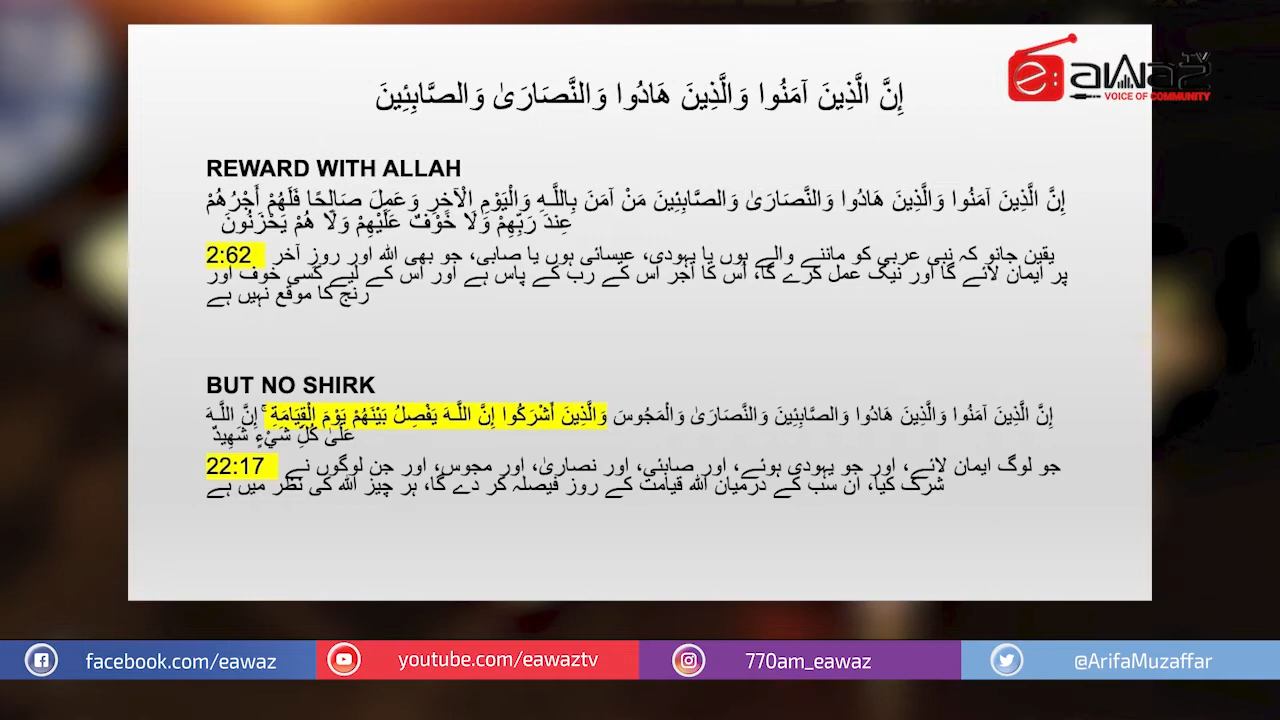 e:awaz TV
VOICE OF COMMUNITY
إِنَّ الَّذِينَ آمَنُوا وَالَّذِينَ هَادُوا وَالنَّصَارَىٰ وَالصَّابِئِينَ
REWARD WITH ALLAH
إِنَّ الَّذِينَ آمَنُوا وَالَّذِينَ هَادُوا وَالنَّصَارَىٰ وَالصَّابِئِينَ مَنْ آمَنَ بِاللَّـهِ وَالْيَوْمِ الْآخِرِ وَعَمِلَ صَالِحًا فَلَهُمْ أَجْرُهُمْ
عِندَ رَبِّهِمْ وَلَا خَوْفٌ عَلَيْهِمْ وَلَا هُمْ يَحْزَنُونَ
یقین جانو کہ نبی عربی کو ماننے والے ہوں یا یہودی، عیسائی ہوں یا صابی، جو بھی اللہ اور روزِ آخر 2:62
پر ایمان لائے گا اور نیک عمل کرے گا، اُس کا اجر اس کے رب کے پاس ہے اور اس کے لیے کسی خوف اور
رنج کا موقع نہیں ہے
BUT NO SHIRK
إِنَّ الَّذِينَ آمَنُوا وَالَّذِينَ هَادُوا وَالصَّابِئِينَ وَالنَّصَارَىٰ وَالْمَجُوسَ وَالَّذِينَ أَشْرَكُوا إِنَّ اللَّـهَ يَفْصِلُ بَيْنَهُمْ يَوْمَ الْقِيَامَةِ ۚ إِنَّ اللَّـهَ
عَلَىٰ كُلِّ شَيْءٍ شَهِيدٌ
جو لوگ ایمان لائے، اور جو یہودی ہوئے، اور صابئی، اور نصاریٰ، اور مجوس، اور جن لوگوں نے 22:17
شرک کیا، ان سب کے درمیان اللہ قیامت کے روز فیصلہ کر دے گا، ہر چیز اللہ کی نظر میں ہے
facebook.com/eawaz
youtube.com/eawaztv
770am_eawaz
@ArifaMuzaffar